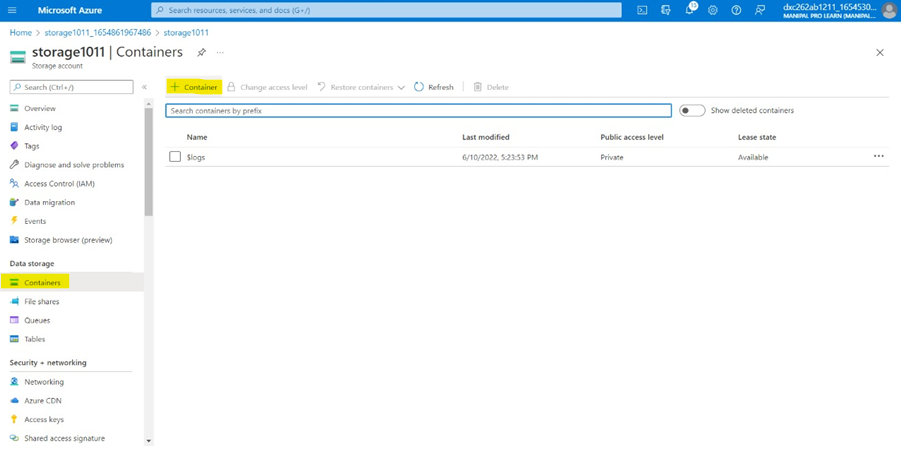 Microsoft Azure
Search resources, services, and docs (G+/)
dxc262ab1211_1654530...
MANIPAL PRO LEARN (MANIPAL....
Home > storage1011_1654861967486 > storage1011
storage1011 | Containers
Storage account
Search (Ctrl+/)
Overview
Activity log
Tags
Diagnose and solve problems
Access Control (IAM)
Data migration
Events
Storage browser (preview)
Data storage
Containers
File shares
Queues
Tables
Security + networking
Networking
Azure CDN
Access keys
Shared access signature
+ Container Change access level Restore containers Refresh Delete
Search containers by prefix Show deleted containers
Name Last modified Public access level Lease state
$logs 6/10/2022, 5:23:53 PM Private Available